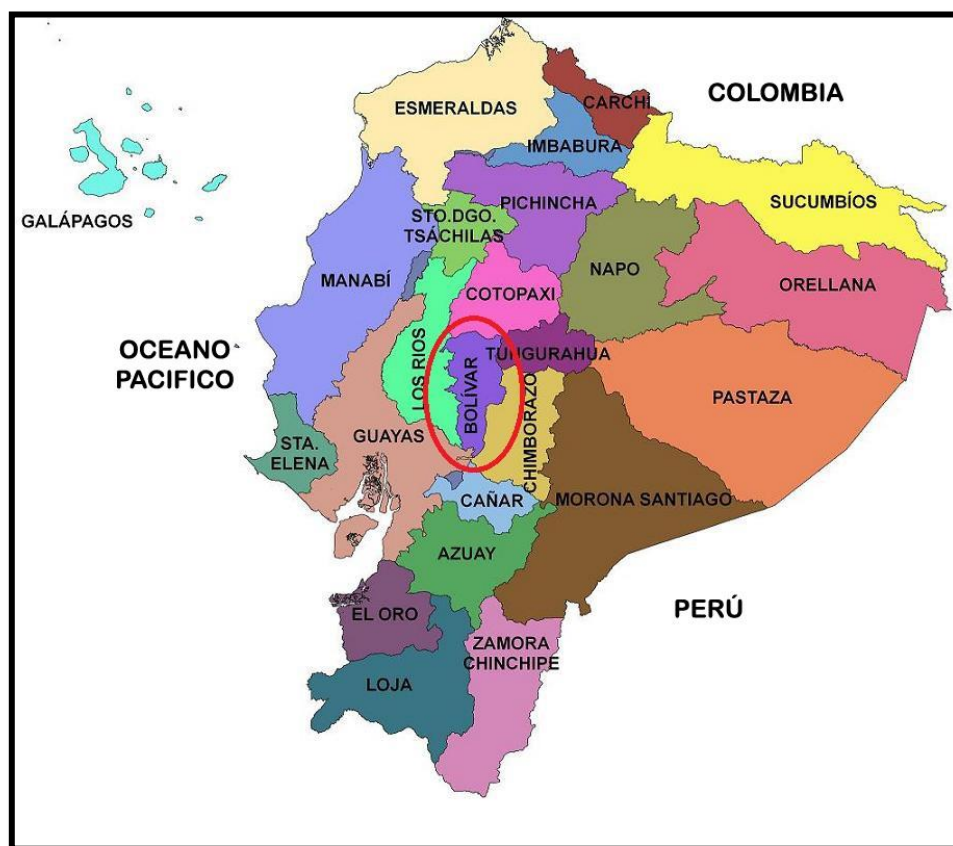 COLOMBIA
CARCHÍ
ESMERALDAS
IMBABURA
SUCUMBÍOS
PICHINCHA
GALÁPAGOS
STO.DGO.
TSÁCHILAS
NAPO
ORELLANA
MANABÍ
COTOPAXI
OCEANO
PACIFICO
TUNGURAHUA
LOS RIOS
BOLÍVAR
CHIMBORAZO
PASTAZA
STA.
ELENA
GUAYAS
CAÑAR
MORONA SANTIAGO
AZUAY
PERÚ
EL ORO
ZAMORA
CHINCHIPE
LOJA